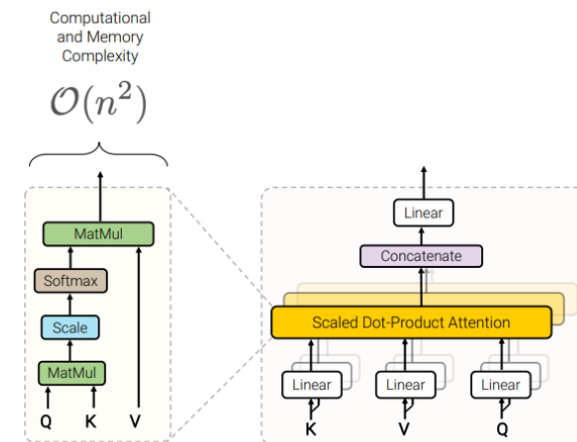 Computational
and Memory
Complexity
O(n²)
MatMul
Softmax
Scale
MatMul
Q K V
Linear
Concatenate
Scaled Dot-Product Attention
Linear Linear Linear
K V Q